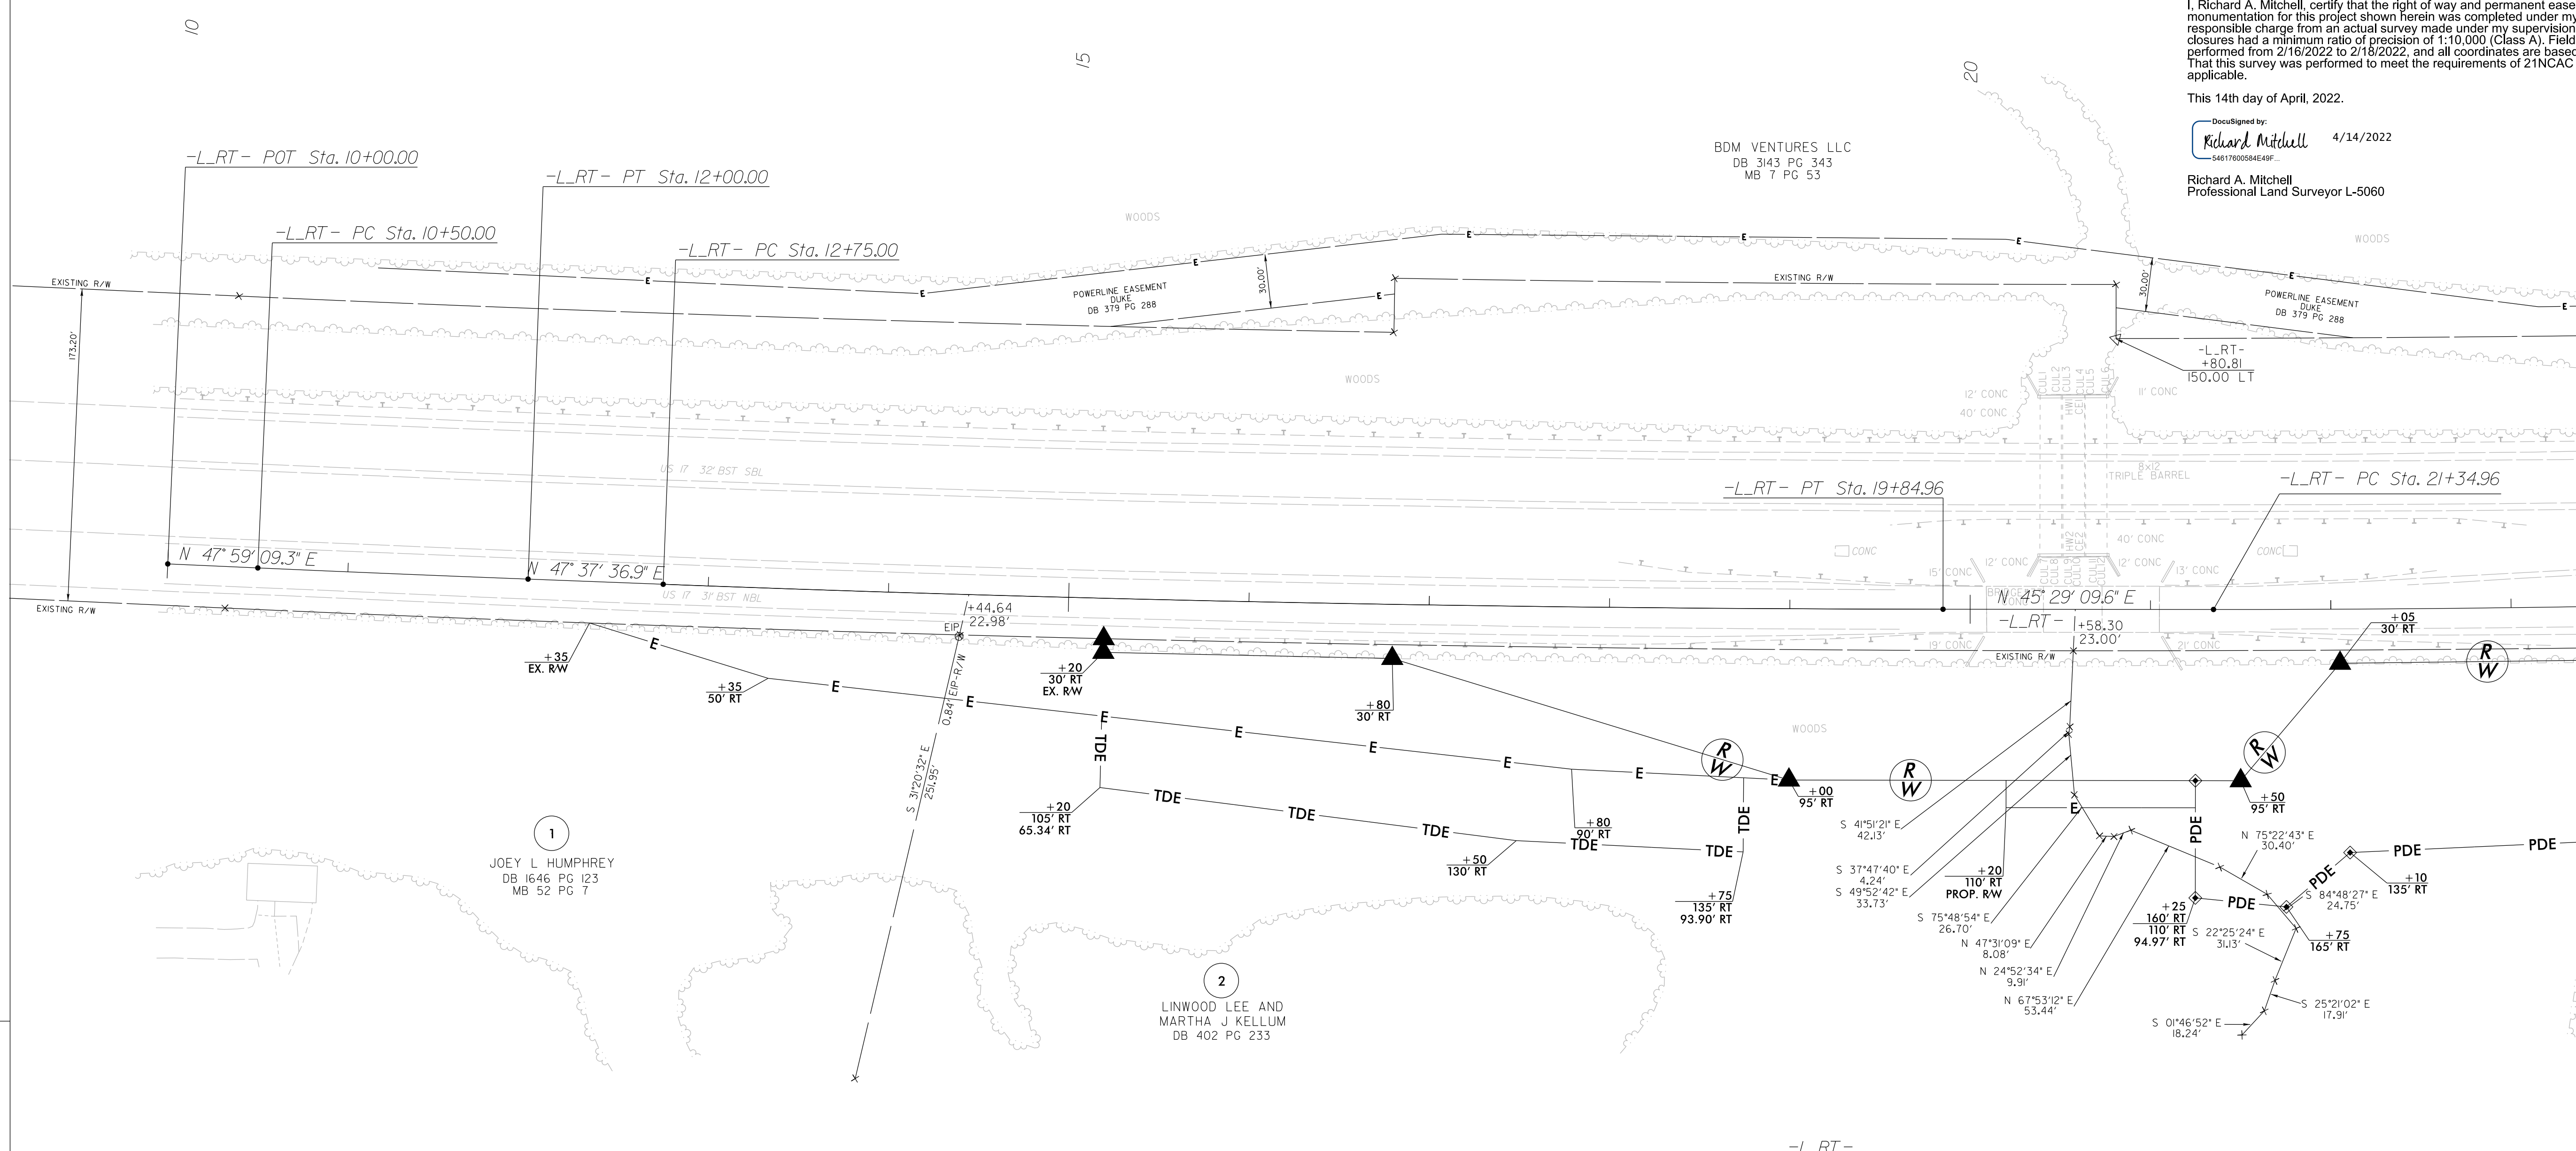 10
15
20
I, Richard A. Mitchell, certify that the right of way and permanent ease
monumentation for this project shown herein was completed under my
responsible charge from an actual survey made under my supervision
closures had a minimum ratio of precision of 1:10,000 (Class A). Field
performed from 2/16/2022 to 2/18/2022, and all coordinates are based
That this survey was performed to meet the requirements of 21NCAC
applicable.
This 14th day of April, 2022.
DocuSigned by:
Richard Mitchell 4/14/2022
54617600584E49F...
Richard A. Mitchell
Professional Land Surveyor L-5060
BDM VENTURES LLC
DB 3143 PG 343
MB 7 PG 53
-L_RT- POT Sta. 10+00.00
-L_RT- PT Sta. 12+00.00
-L_RT- PC Sta. 10+50.00
-L_RT- PC Sta. 12+75.00
WOODS
WOODS
E
E
E
E
E
E
E
E
E
EXISTING R/W
EXISTING R/W
173.20'
30.00'
30.00'
POWERLINE EASEMENT
DUKE
DB 379 PG 288
POWERLINE EASEMENT
DUKE
DB 379 PG 288
-L_RT-
+80.81
150.00 LT
WOODS
12' CONC
40' CONC
CUL1
CUL2
CUL3
HW1
CE1
CUL4
CUL5
CUL6
11' CONC
US 17 32' BST SBL
8x12
TRIPLE BARREL
-L_RT- PT Sta. 19+84.96
-L_RT- PC Sta. 21+34.96
CONC
CONC
40' CONC
HW2
CE2
15' CONC
12' CONC
CUL7
CUL8
CUL9
CUL10
CUL11
CUL12
12' CONC
13' CONC
N 47° 59' 09.3" E
N 47° 37' 36.9" E
N 45° 29' 09.6" E
US 17 31' BST NBL
EXISTING R/W
-L_RT-
+44.64
22.98'
EIP
+58.30
23.00'
19' CONC
21' CONC
EXISTING R/W
+05
30' RT
+35
EX. R/W
+35
50' RT
+20
30' RT
EX. R/W
+80
30' RT
R
W
R
W
R
W
R
W
WOODS
E
E
E
E
E
E
E
E
E
E
E
0.84' EIP-R/W
S 31°20'32" E
251.95'
TDE
TDE
TDE
TDE
TDE
TDE
TDE
+20
105' RT
65.34' RT
+80
90' RT
+50
130' RT
+75
135' RT
93.90' RT
+00
95' RT
+50
95' RT
S 41°51'21" E
42.13'
S 37°47'40" E
4.24'
S 49°52'42" E
33.73'
S 75°48'54" E
26.70'
N 47°31'09" E
8.08'
N 24°52'34" E
9.91'
N 67°53'12" E
53.44'
+20
110' RT
PROP. R/W
PDE
PDE
PDE
PDE
PDE
N 75°22'43" E
30.40'
+10
135' RT
S 84°48'27" E
24.75'
+25
160' RT
110' RT
94.97' RT
+75
165' RT
S 22°25'24" E
31.13'
S 25°21'02" E
17.91'
S 01°46'52" E
18.24'
1
JOEY L HUMPHREY
DB 1646 PG 123
MB 52 PG 7
2
LINWOOD LEE AND
MARTHA J KELLUM
DB 402 PG 233